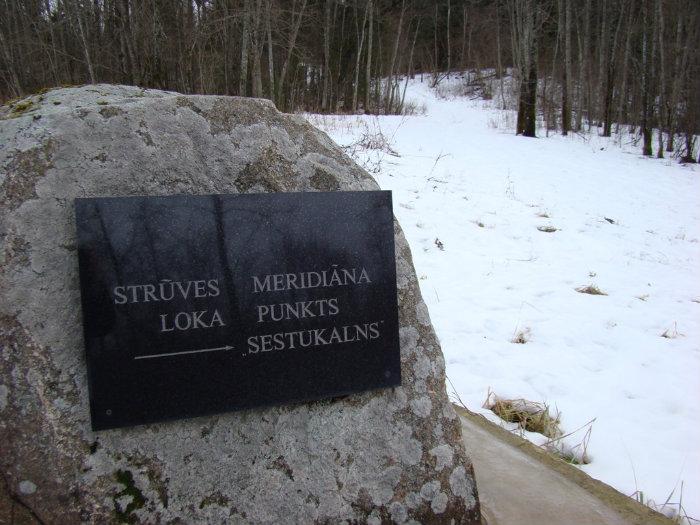 STRŪVES MERIDIĀNA
LOKA PUNKTS
„SESTUKALNS"